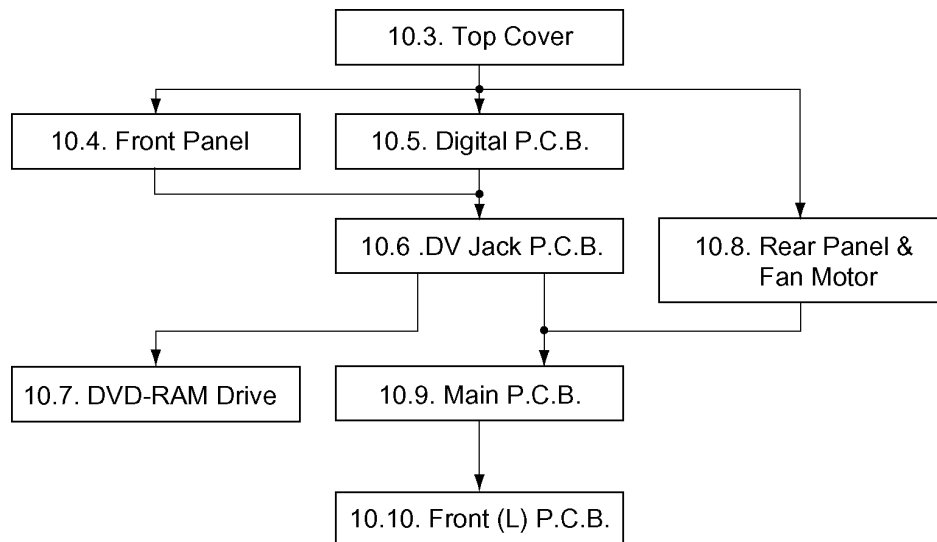 10.3. Top Cover
10.4. Front Panel
10.5. Digital P.C.B.
10.6 .DV Jack P.C.B.
10.8. Rear Panel &
Fan Motor
10.7. DVD-RAM Drive
10.9. Main P.C.B.
10.10. Front (L) P.C.B.